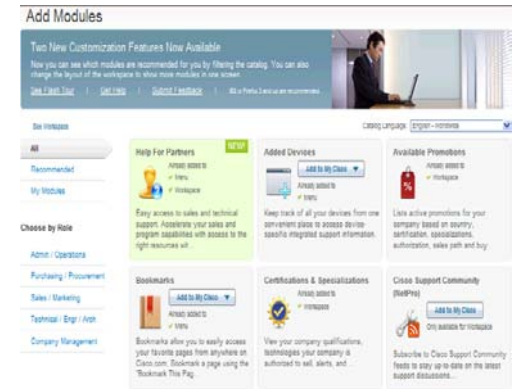 Add Modules
Two New Customization Features Now Available
Now you can see which modules are recommended for you by filtering the catalog. You can also
change the layout of the workspace to show more modules in one screen.
See Flash Tour | Get Help | Submit Feedback | are recommended.
See Workspace
Catalog Language: English - Worldwide
All
Recommended
My Modules
Choose by Role
Admin / Operations
Purchasing / Procurement
Sales / Marketing
Technical / Engr / Arch
Company Management
Help For Partners
NEW!
Already added to
✓ Menu
✓ Workspace
Easy access to sales and technical
support. Accelerate your sales and
program capabilities with access to the
right resources wit...
Added Devices
Add to My Cisco
Already added to
✓ Menu
Keep track of all your devices from one
convenient place to access device-
specific integrated support information.
Available Promotions
Already added to
✓ Workspace
%
Lists active promotions for your
company based on country,
certification, specializations,
authorization, sales path and buy
Bookmarks
Add to My Cisco
Already added to
✓ Menu
Bookmarks allow you to easily access
your favorite pages from anywhere on
Cisco.com. Bookmark a page using the
"Bookmark This Pag
Certifications & Specializations
Already added to
✓ Workspace
View your company qualifications,
technologies your company is
authorized to sell, alerts, and ...
Cisco Support Community
(NetPro)
Add to My Cisco
Only available for Workspace
Subscribe to Cisco Support Community
feeds to stay up-to-date on the latest
support discussions...